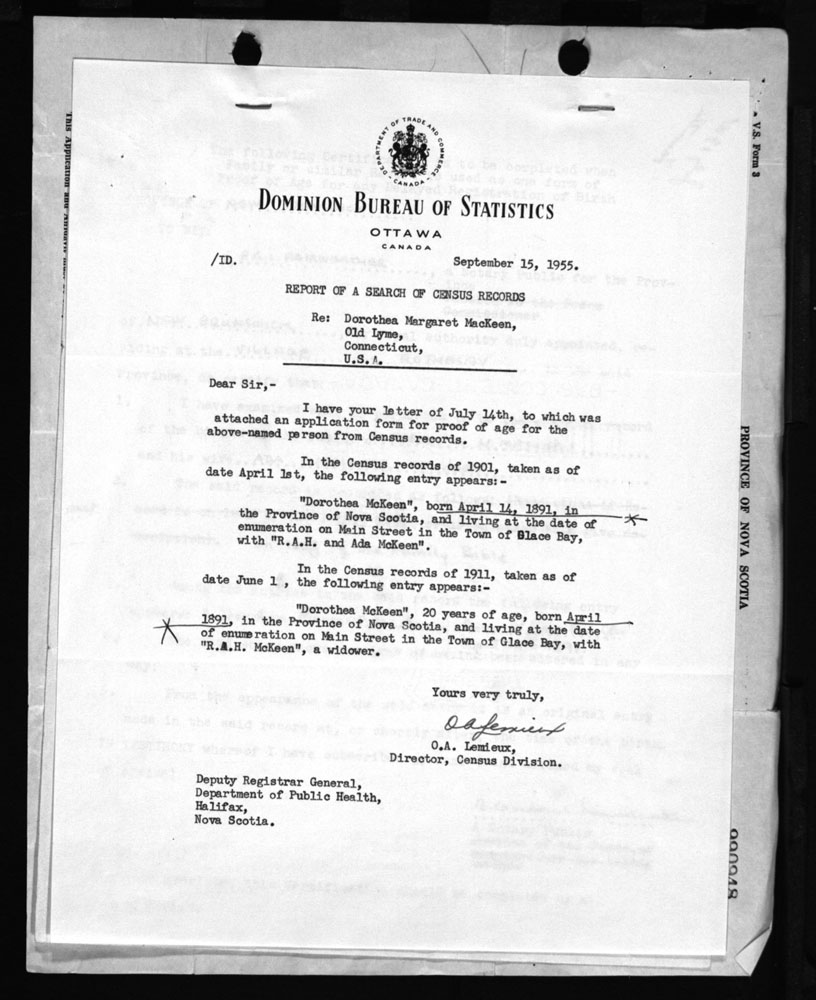 DEPARTMENT OF TRADE AND COMMERCE
CANADA
DOMINION BUREAU OF STATISTICS
OTTAWA
CANADA
/ID.
September 15, 1955.
REPORT OF A SEARCH OF CENSUS RECORDS
Re: Dorothea Margaret MacKeen,
Old Lyme,
Connecticut,
U.S.A.
Dear Sir,-
I have your letter of July 14th, to which was
attached an application form for proof of age for the
above-named person from Census records.
In the Census records of 1901, taken as of
date April 1st, the following entry appears:-
"Dorothea McKeen", born April 14, 1891, in
the Province of Nova Scotia, and living at the date of
enumeration on Main Street in the Town of Glace Bay,
with "R.A.H. and Ada McKeen".
In the Census records of 1911, taken as of
date June 1 , the following entry appears:-
"Dorothea McKeen", 20 years of age, born April
1891, in the Province of Nova Scotia, and living at the date
of enumeration on Main Street in the Town of Glace Bay, with
"R.A.H. McKeen", a widower.
Yours very truly,
O A Lemieux
O.A. Lemieux,
Director, Census Division.
Deputy Registrar General,
Department of Public Health,
Halifax,
Nova Scotia.
V.S. Form 3
PROVINCE OF NOVA SCOTIA
This Application and